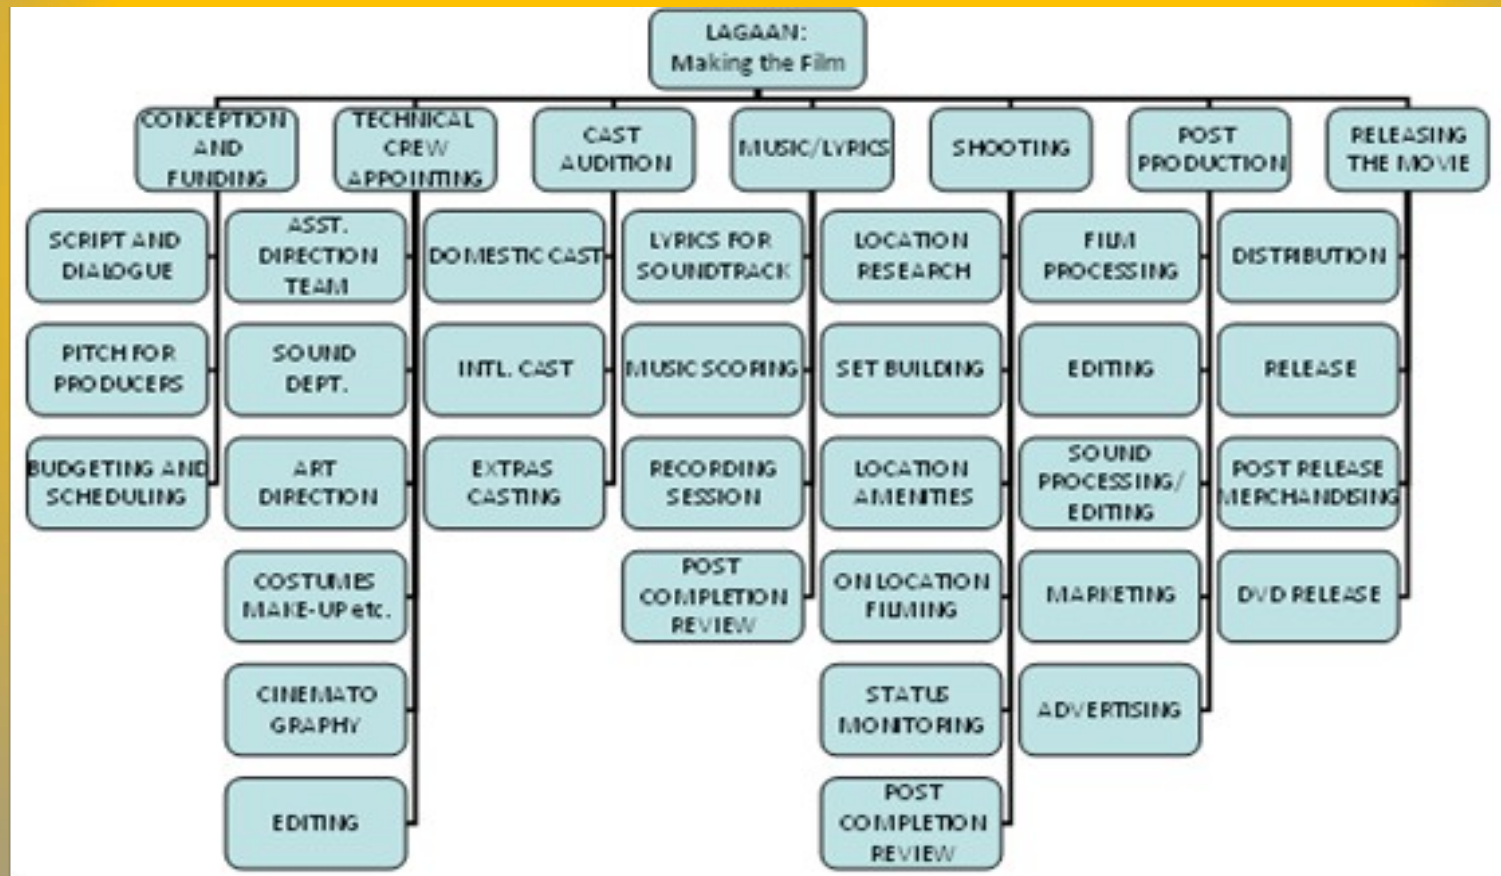 LAGAAN:
Making the Film
CONCEPTION
AND
FUNDING
TECHNICAL
CREW
APPOINTING
CAST
AUDITION
MUSIC/LYRICS
SHOOTING
POST
PRODUCTION
RELEASING
THE MOVIE
SCRIPT AND
DIALOGUE
PITCH FOR
PRODUCERS
BUDGETING AND
SCHEDULING
ASST.
DIRECTION
TEAM
SOUND
DEPT.
ART
DIRECTION
COSTUMES
MAKE-UP etc.
CINEMATO
GRAPHY
EDITING
DOMESTIC CAST
INTL. CAST
EXTRAS
CASTING
LYRICS FOR
SOUNDTRACK
MUSIC SCORING
RECORDING
SESSION
POST
COMPLETION
REVIEW
LOCATION
RESEARCH
SET BUILDING
LOCATION
AMENITIES
ON LOCATION
FILMING
STATUS
MONITORING
POST
COMPLETION
REVIEW
FILM
PROCESSING
EDITING
SOUND
PROCESSING/
EDITING
MARKETING
ADVERTISING
DISTRIBUTION
RELEASE
POST RELEASE
MERCHANDISING
DVD RELEASE